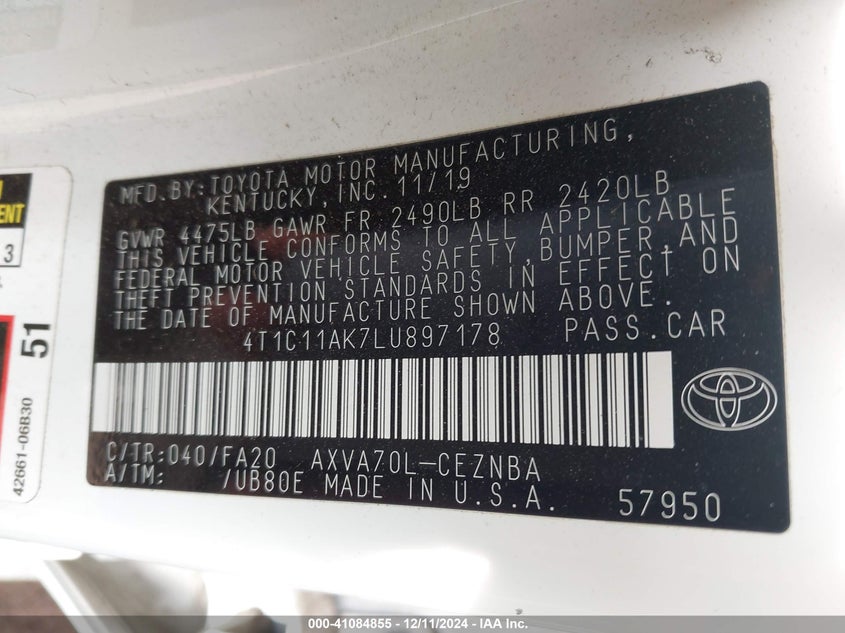 MFD.BY:TOYOTA MOTOR MANUFACTURING,
KENTUCKY,INC. 11/19
GVWR 4475LB GAWR FR 2490LB RR 2420LB
THIS VEHICLE CONFORMS TO ALL APPLICABLE
FEDERAL MOTOR VEHICLE SAFETY,BUMPER,AND
THEFT PREVENTION STANDARDS IN EFFECT ON
THE DATE OF MANUFACTURE SHOWN ABOVE.
4T1C11AK7LU897178 PASS.CAR
C/TR:040/FA20 AXVA70L-CEZNBA
A/TM: /UB80E MADE IN U.S.A. 57950
3
51
42661-06B30
000-41084855 - 12/11/2024 - IAA Inc.